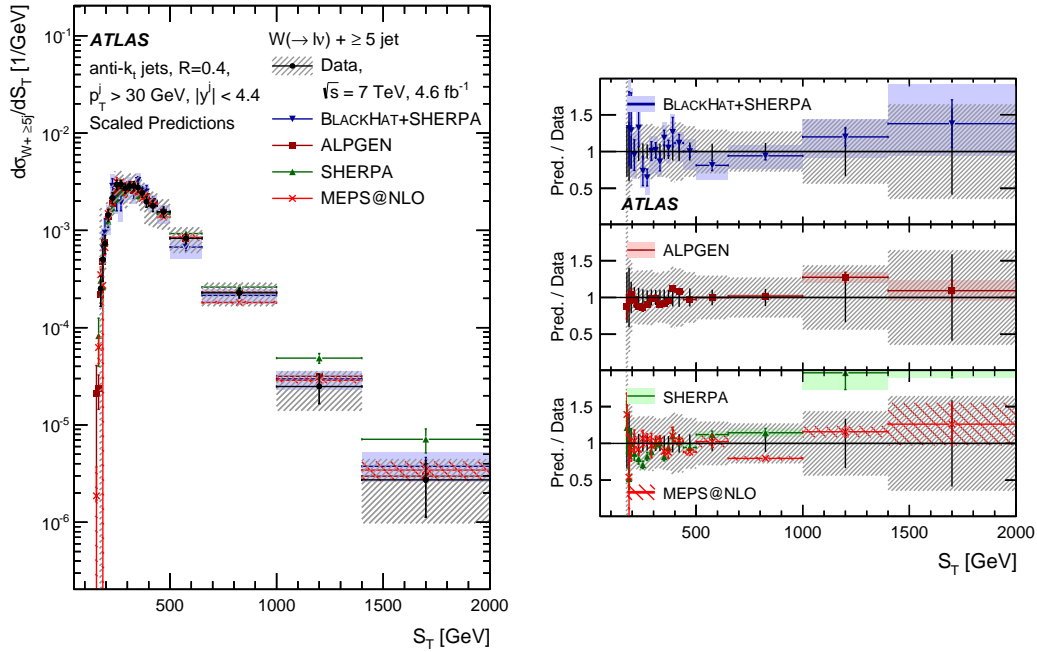 dσ_{W+ ≥5j}/dS_T [1/GeV]
10^{-1}
10^{-2}
10^{-3}
10^{-4}
10^{-5}
10^{-6}
ATLAS
anti-k_t jets, R=0.4,
p_T^j > 30 GeV, |y^j| < 4.4
Scaled Predictions
W(→ lν) + ≥ 5 jet
Data,
√s = 7 TeV, 4.6 fb^{-1}
BLACKHAT+SHERPA
ALPGEN
SHERPA
MEPS@NLO
500 1000 1500 2000
S_T [GeV]
Pred. / Data
1.5
1
0.5
BLACKHAT+SHERPA
ATLAS
Pred. / Data
1.5
1
0.5
ALPGEN
Pred. / Data
1.5
1
0.5
SHERPA
MEPS@NLO
500 1000 1500 2000
S_T [GeV]